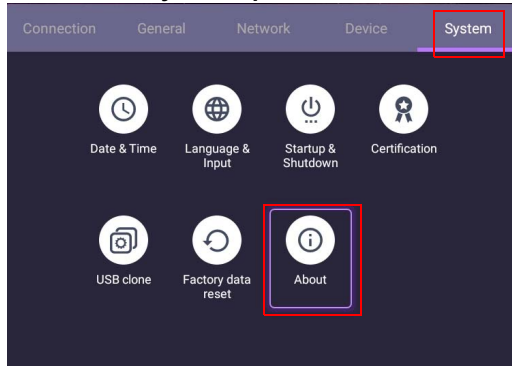 Connection General Network Device System
Date & Time Language & Startup & Certification
Input Shutdown
USB clone Factory data About
reset